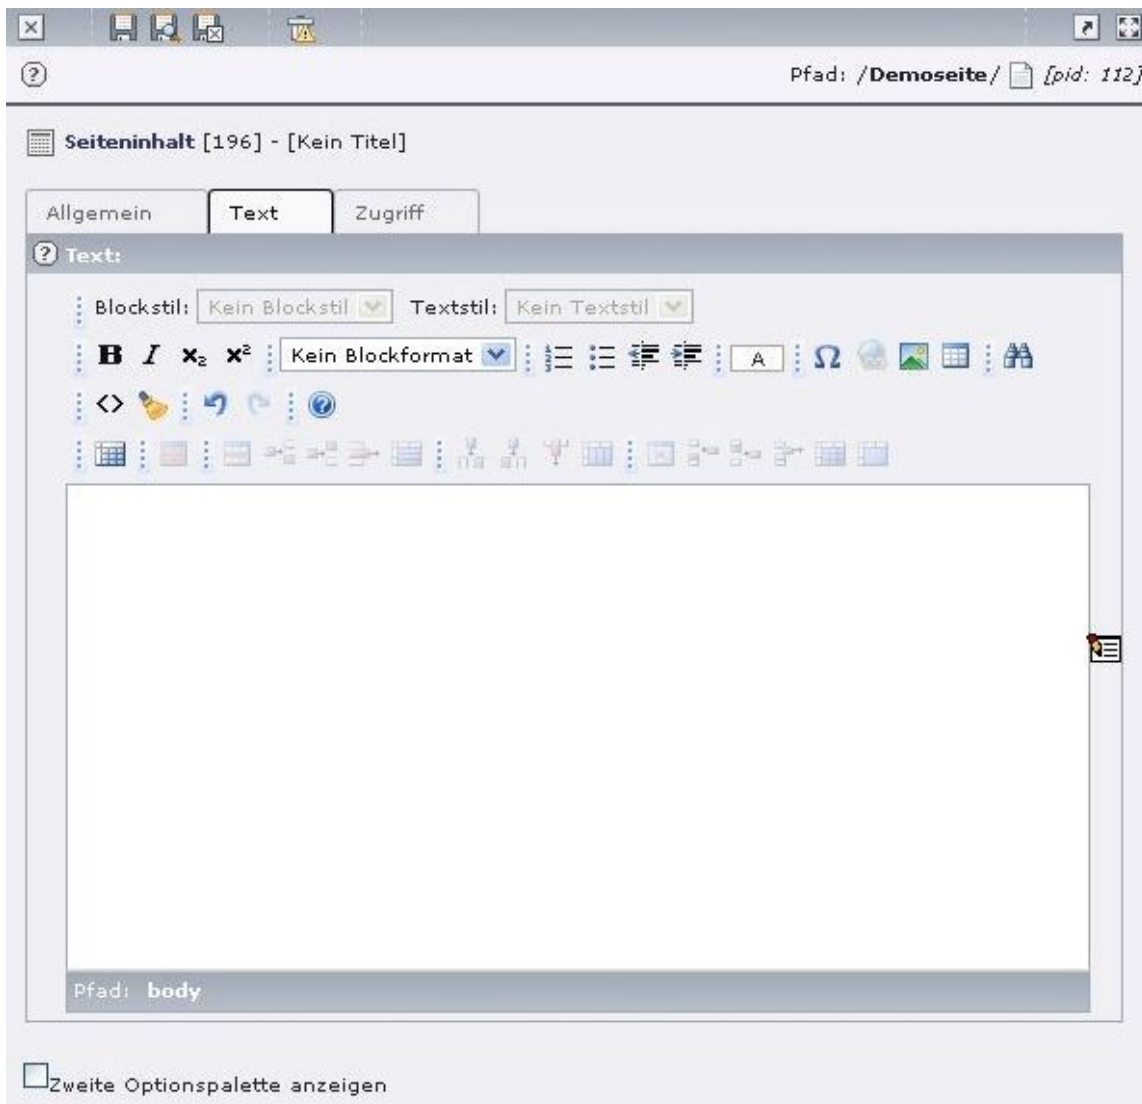 Pfad: /Demoseite/ [pid: 112]
Seiteninhalt [196] - [Kein Titel]
Allgemein Text Zugriff
Text:
Blockstil: Kein Blockstil Textstil: Kein Textstil
B I x₂ x² Kein Blockformat A Ω
<>
Pfad: body
Zweite Optionspalette anzeigen